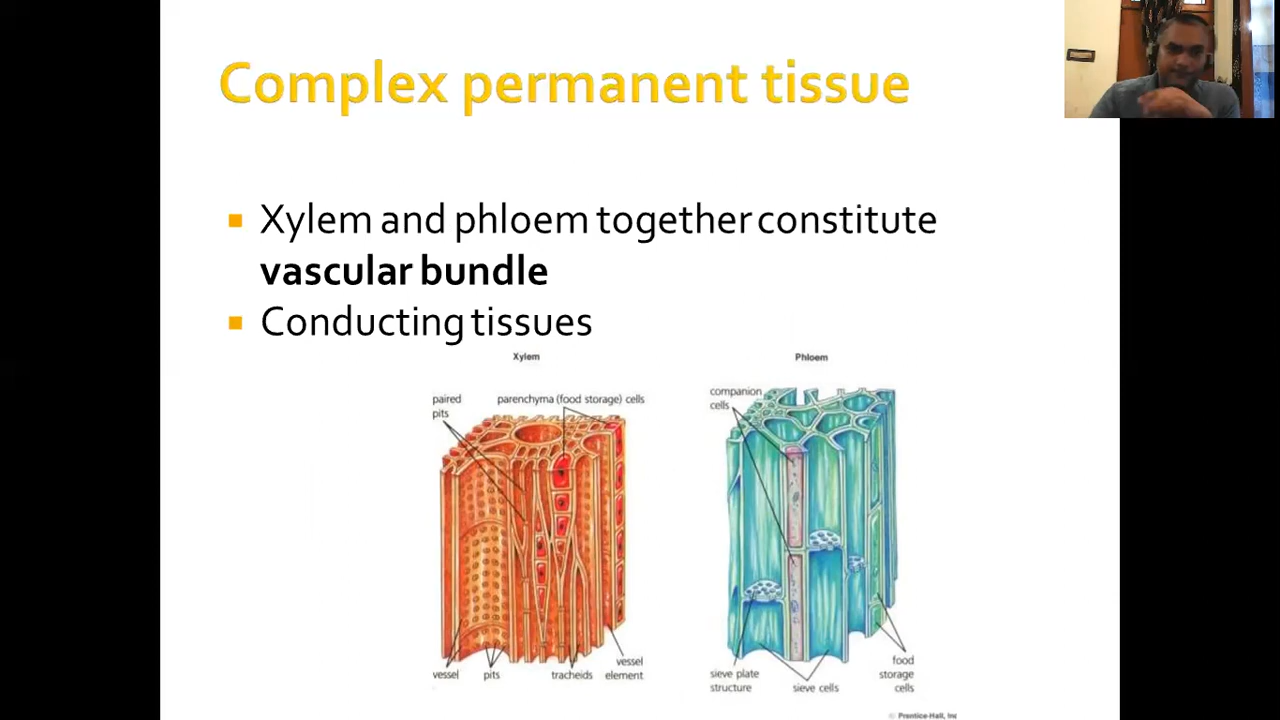 Complex permanent tissue
Xylem and phloem together constitute
vascular bundle
Conducting tissues
Xylem
Phloem
paired
pits
parenchyma (food storage) cells
companion
cells
vessel
pits
tracheids
vessel
element
sieve plate
structure
sieve cells
food
storage
cells
© Prentice-Hall, Inc